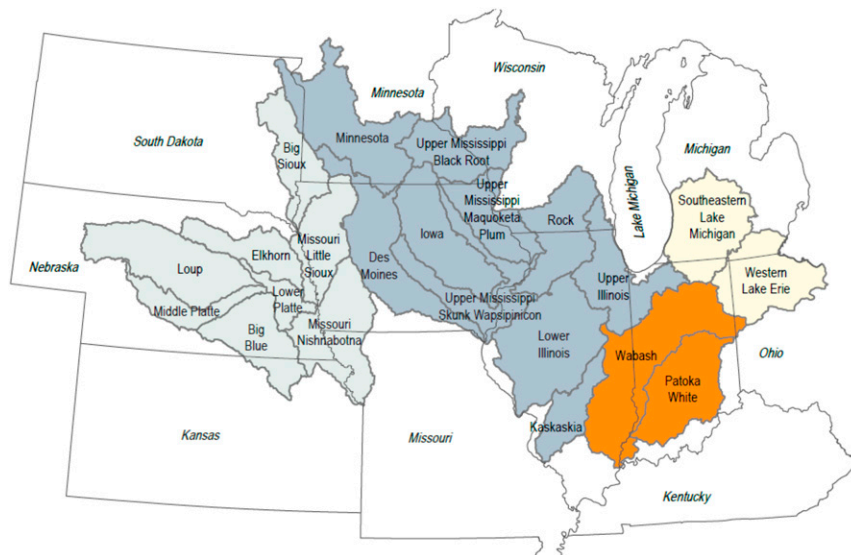 Wisconsin
Minnesota
South Dakota
Minnesota
Big
Sioux
Upper Mississippi
Black Root
Michigan
Lake Michigan
Upper
Mississippi
Maquoketa
Plum
Rock
Southeastern
Lake
Michigan
Nebraska
Loup
Elkhorn
Missouri
Little
Sioux
Des
Moines
Iowa
Upper
Illinois
Western
Lake Erie
Middle Platte
Lower
Platte
Big
Blue
Missouri
Nishnabotna
Upper Mississippi
Skunk Wapsipinicon
Lower
Illinois
Wabash
Patoka
White
Ohio
Kansas
Missouri
Kaskaskia
Kentucky